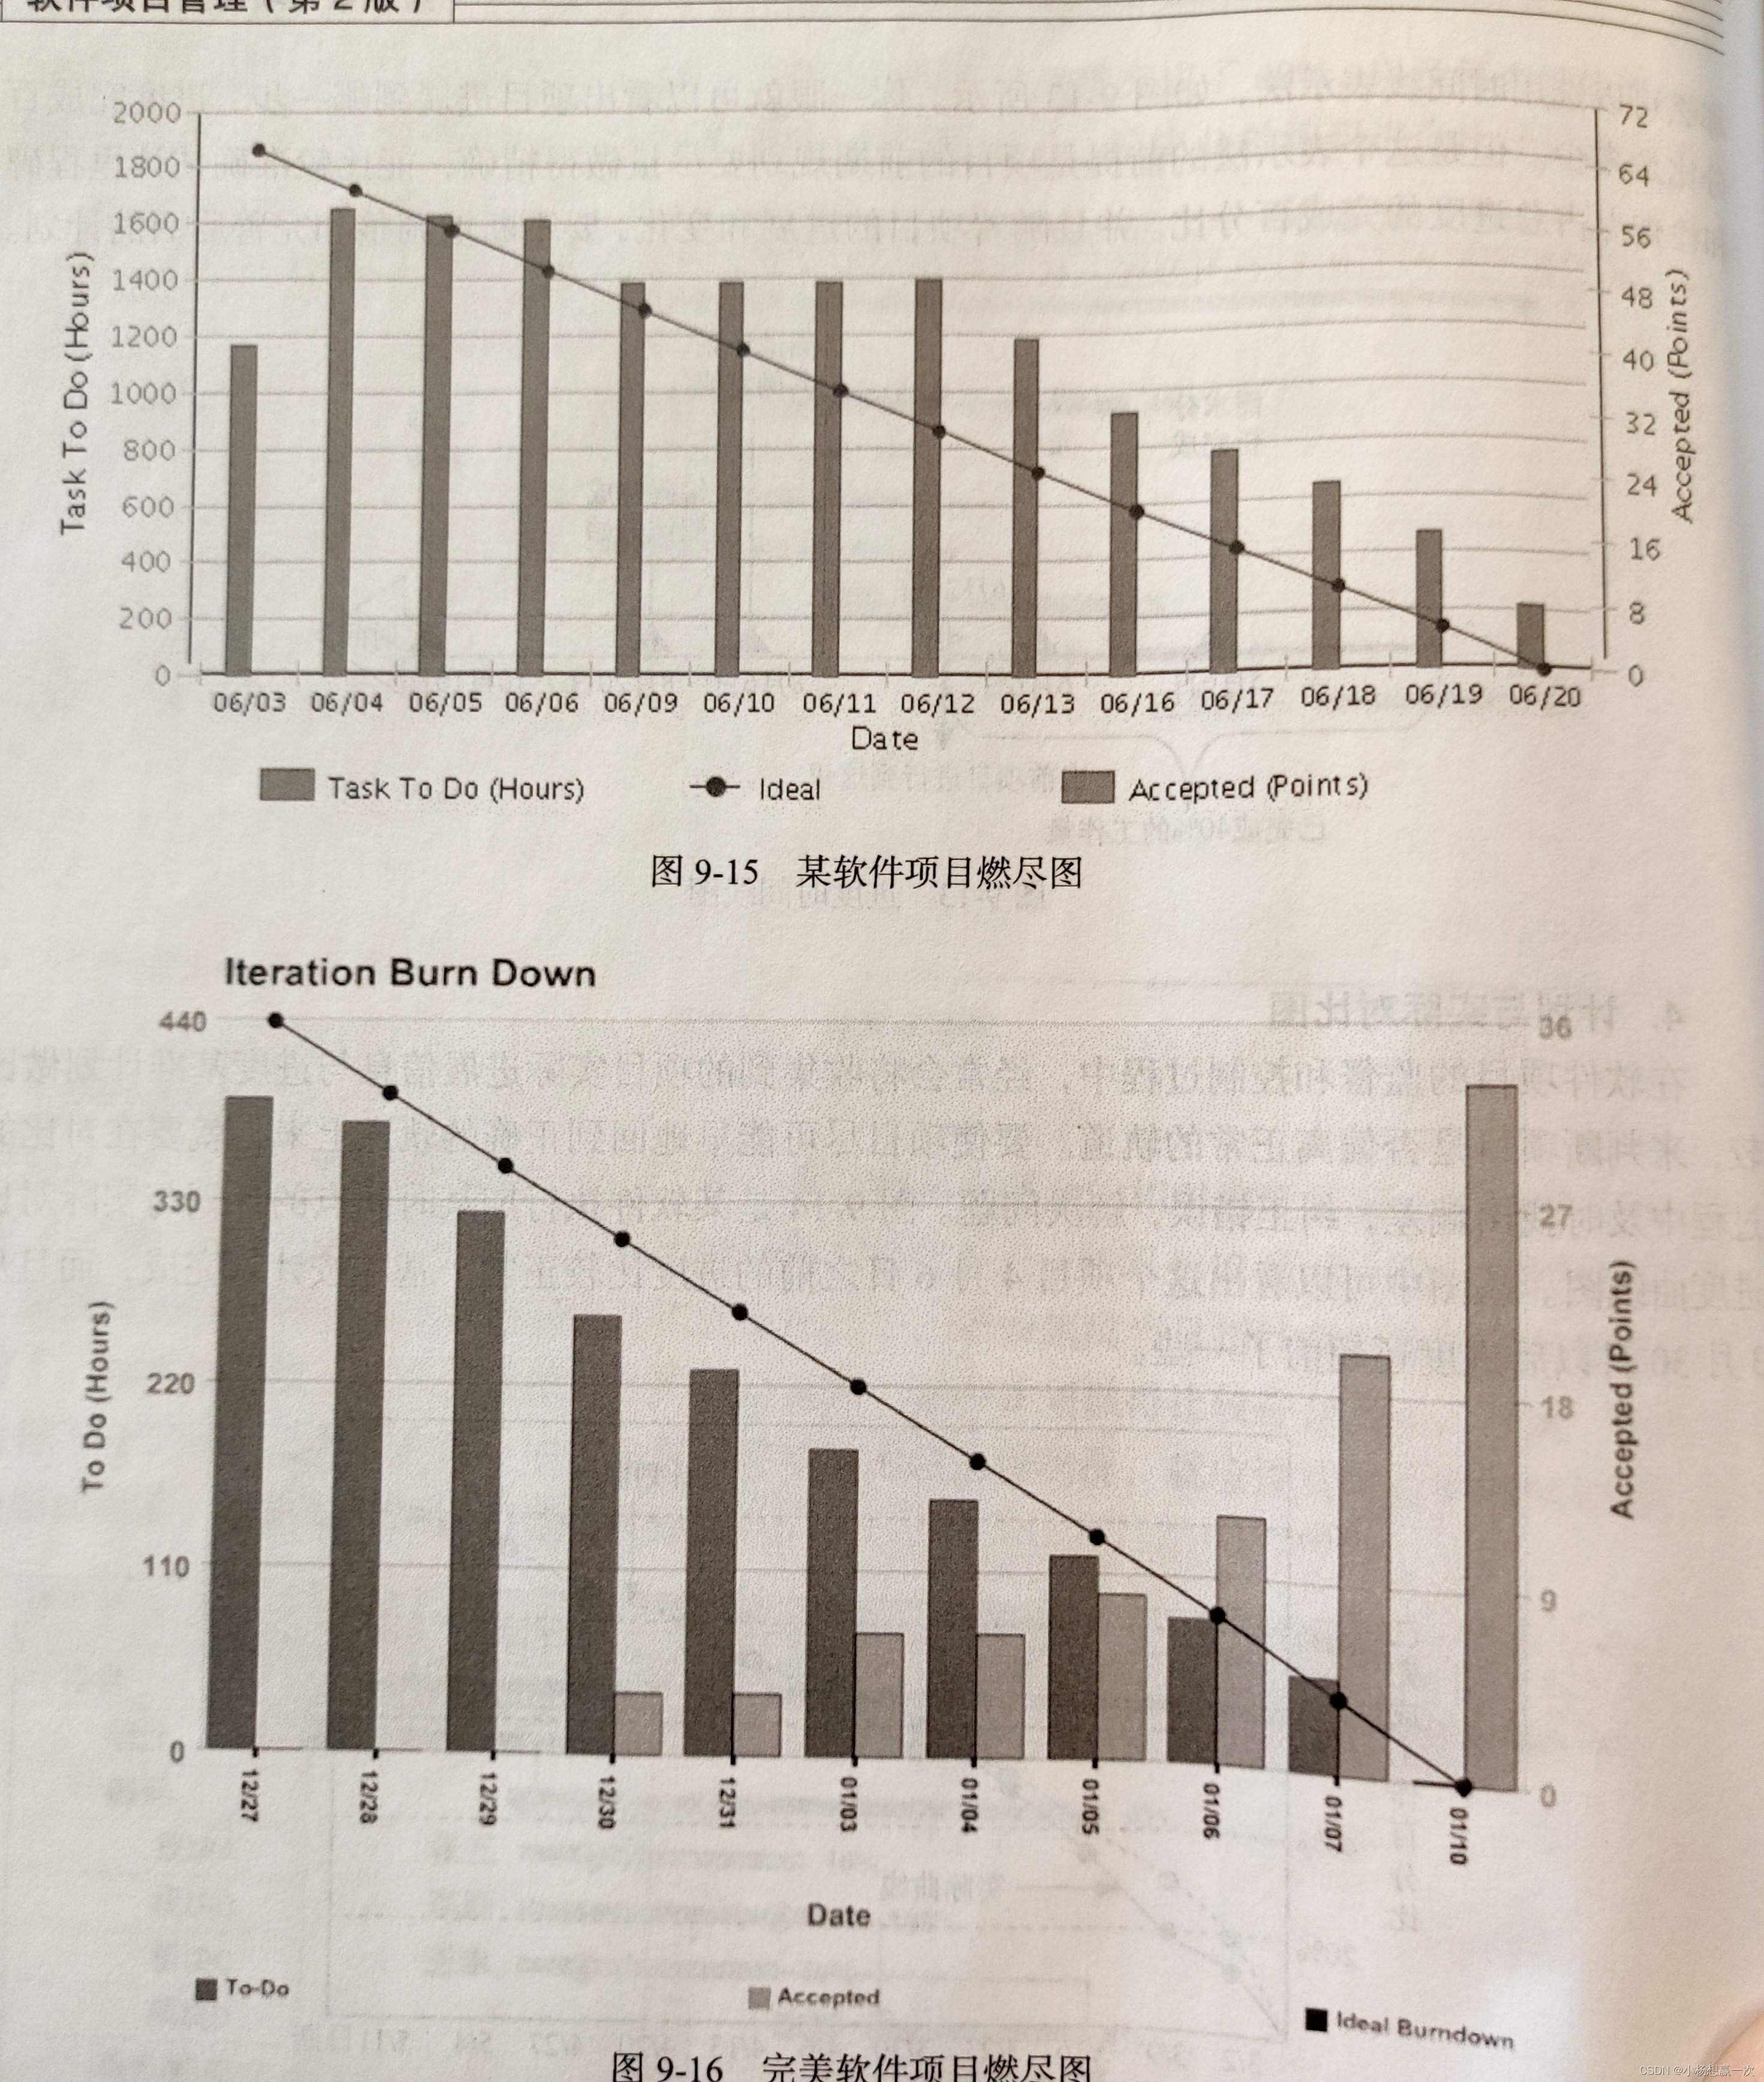 软件项目管理（第2版）
2000
1800
1600
1400
1200
1000
800
600
400
200
0
Task To Do (Hours)
72
64
56
48
40
32
24
16
8
0
Accepted (Points)
06/03 06/04 06/05 06/06 06/09 06/10 06/11 06/12 06/13 06/16 06/17 06/18 06/19 06/20
Date
Task To Do (Hours) Ideal Accepted (Points)
图 9-15 某软件项目燃尽图
Iteration Burn Down
440
330
220
110
0
To Do (Hours)
36
27
18
9
0
Accepted (Points)
12/27 12/28 12/29 12/30 12/31 01/03 01/04 01/05 01/06 01/07 01/10
Date
To-Do Accepted Ideal Burndown
图 9-16 完美软件项目燃尽图
CSDN @小杨想赢一次